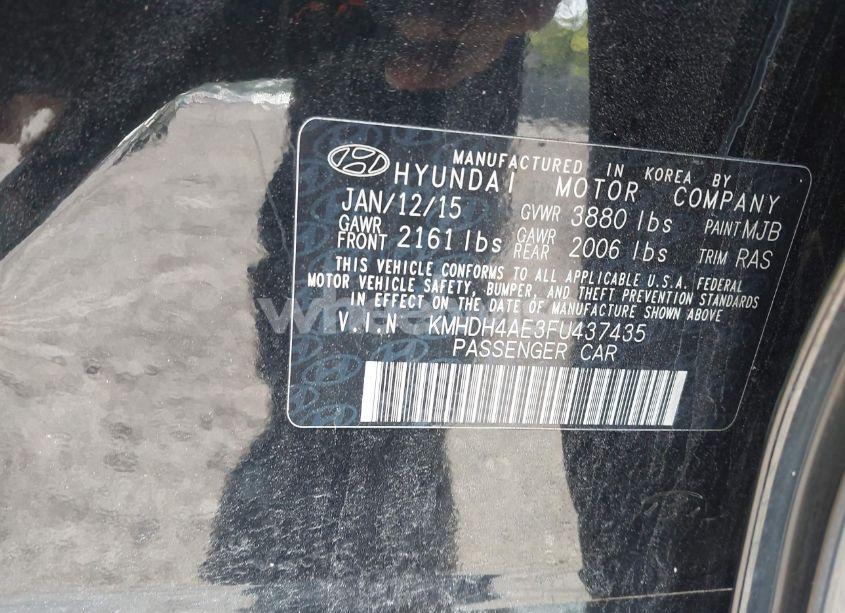 MANUFACTURED IN KOREA BY
HYUNDAI MOTOR COMPANY
JAN/12/15 GVWR 3880 lbs PAINT MJB
GAWR FRONT 2161 lbs GAWR REAR 2006 lbs TRIM RAS
THIS VEHICLE CONFORMS TO ALL APPLICABLE U.S.A. FEDERAL
MOTOR VEHICLE SAFETY, BUMPER, AND THEFT PREVENTION STANDARDS
IN EFFECT ON THE DATE OF MANUFACTURE SHOWN ABOVE
V.I.N KMHDH4AE3FU437435
PASSENGER CAR